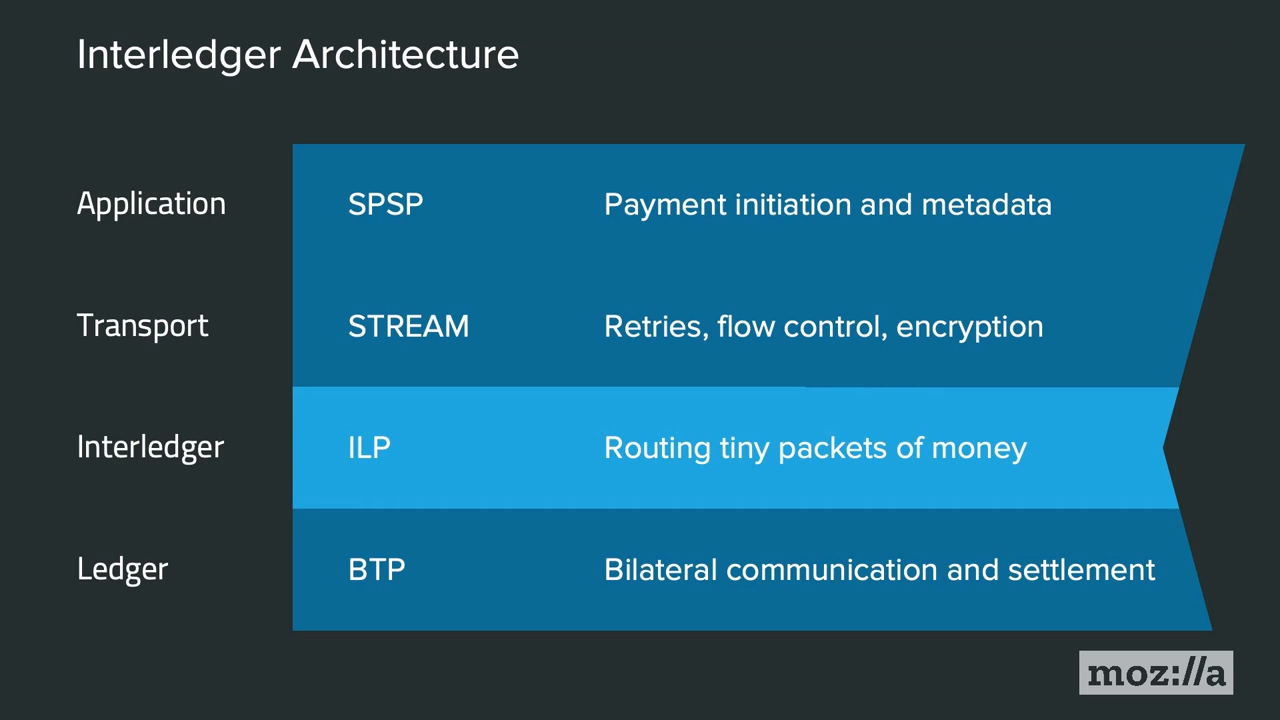 Interledger Architecture
Application SPSP Payment initiation and metadata
Transport STREAM Retries, flow control, encryption
Interledger ILP Routing tiny packets of money
Ledger BTP Bilateral communication and settlement
moz://a